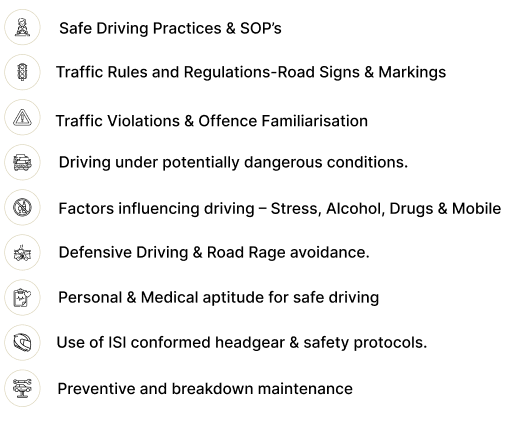 Safe Driving Practices & SOP’s
Traffic Rules and Regulations-Road Signs & Markings
Traffic Violations & Offence Familiarisation
Driving under potentially dangerous conditions.
Factors influencing driving – Stress, Alcohol, Drugs & Mobile
Defensive Driving & Road Rage avoidance.
Personal & Medical aptitude for safe driving
Use of ISI conformed headgear & safety protocols.
Preventive and breakdown maintenance